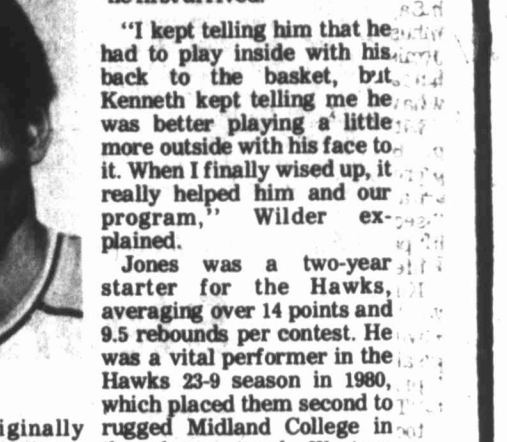 "I kept telling him that he
had to play inside with his
back to the basket, but
Kenneth kept telling me he
was better playing a little
more outside with his face to
it. When I finally wised up, it
really helped him and our
program," Wilder ex-
plained.
Jones was a two-year
starter for the Hawks,
averaging over 14 points and
9.5 rebounds per contest. He
was a vital performer in the
Hawks 23-9 season in 1980,
which placed them second to
iginally rugged Midland College in